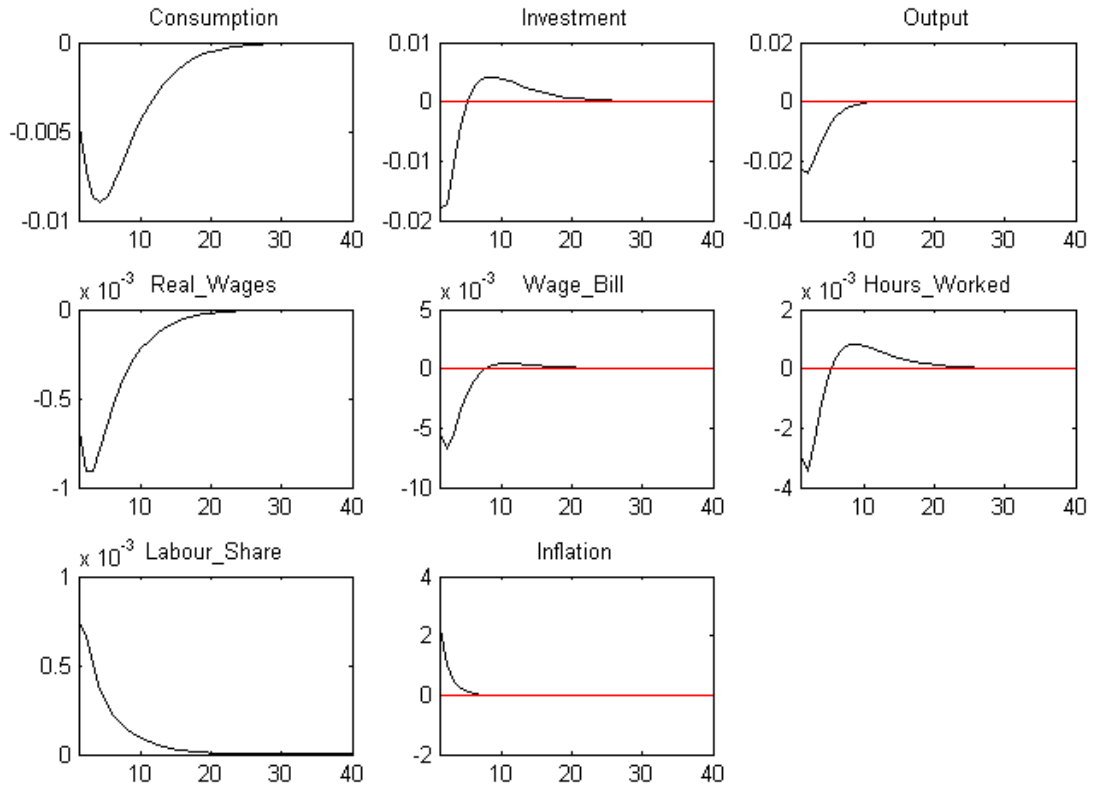 Consumption
Investment
Output
0
-0.005
-0.01
10 20 30 40
0.01
0
-0.01
-0.02
10 20 30 40
0.02
0
-0.02
-0.04
10 20 30 40
x 10^-3 Real_Wages
Wage_Bill
x 10^-3 Hours_Worked
0
-0.5
-1
10 20 30 40
x 10^-3
5
0
-5
-10
10 20 30 40
2
0
-2
-4
10 20 30 40
x 10^-3 Labour_Share
Inflation
1
0.5
0
10 20 30 40
4
2
0
-2
10 20 30 40